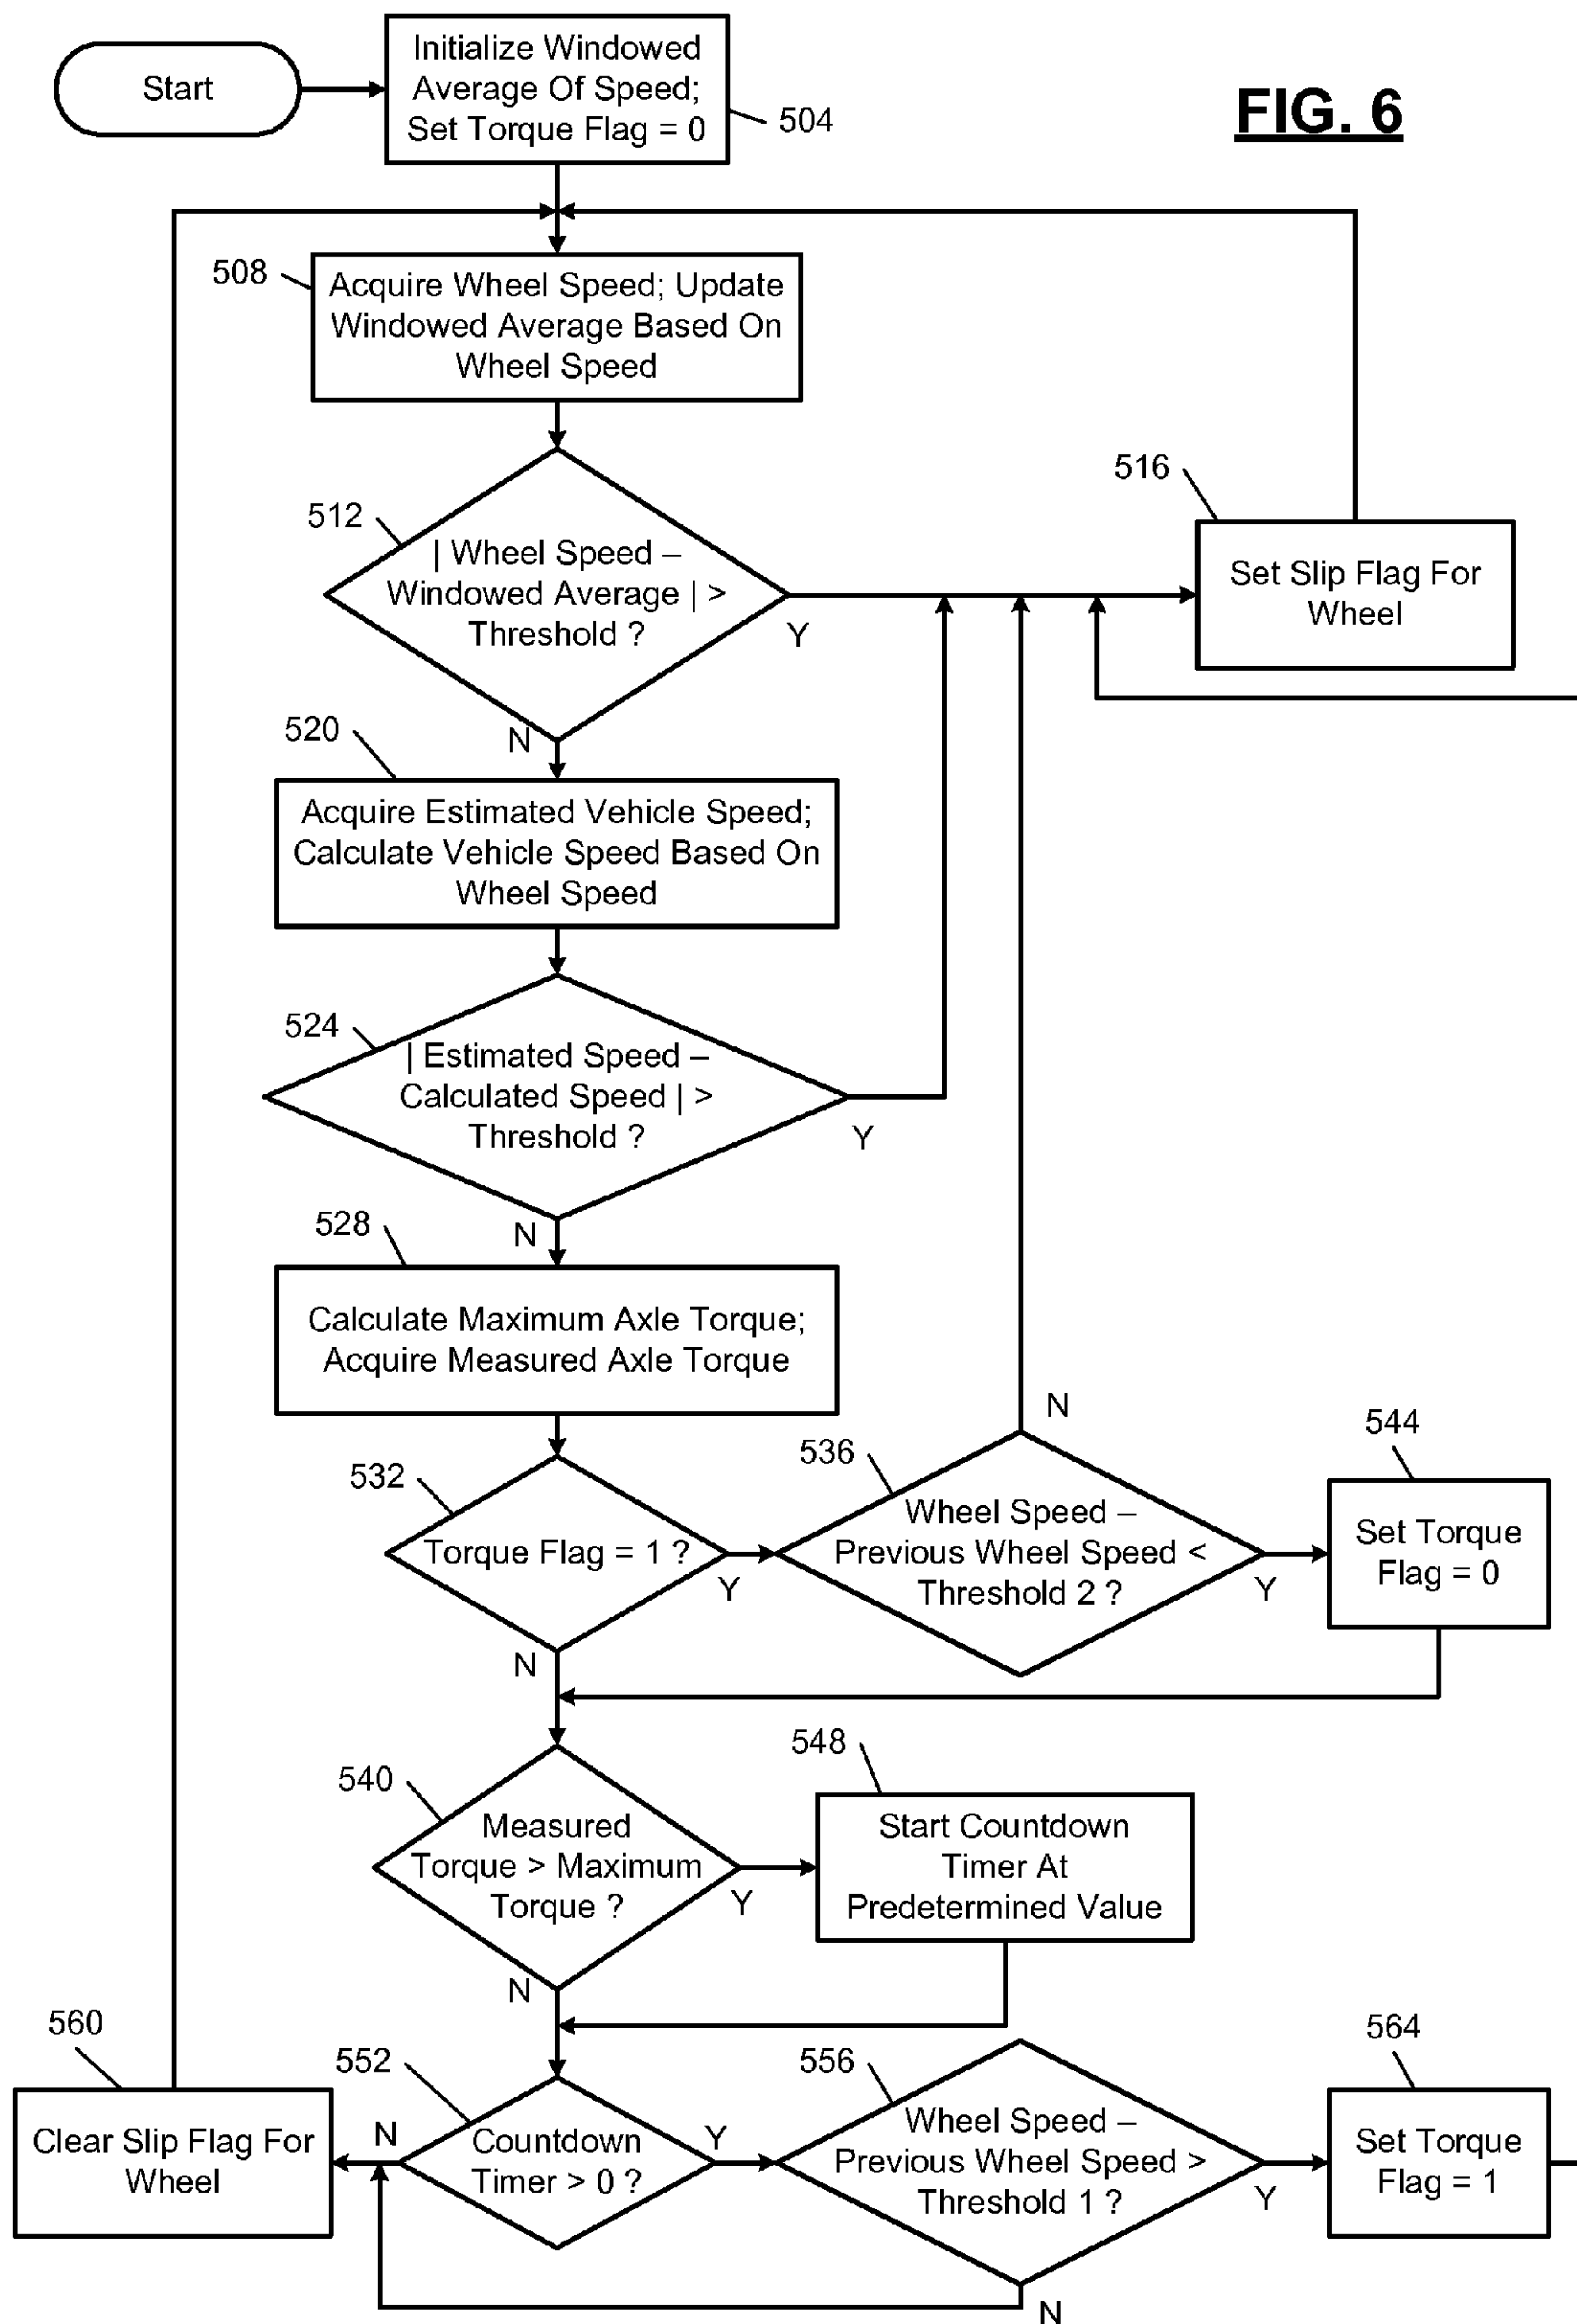 Start
Initialize Windowed
Average Of Speed;
Set Torque Flag = 0
504
FIG. 6
508
Acquire Wheel Speed; Update
Windowed Average Based On
Wheel Speed
512
| Wheel Speed –
Windowed Average | >
Threshold ?
Y
N
516
Set Slip Flag For
Wheel
520
Acquire Estimated Vehicle Speed;
Calculate Vehicle Speed Based On
Wheel Speed
524
| Estimated Speed –
Calculated Speed | >
Threshold ?
Y
N
528
Calculate Maximum Axle Torque;
Acquire Measured Axle Torque
532
Torque Flag = 1 ?
Y
N
536
Wheel Speed –
Previous Wheel Speed <
Threshold 2 ?
N
Y
544
Set Torque
Flag = 0
540
Measured
Torque > Maximum
Torque ?
Y
N
548
Start Countdown
Timer At
Predetermined Value
560
Clear Slip Flag For
Wheel
552
Countdown
Timer > 0 ?
N
Y
556
Wheel Speed –
Previous Wheel Speed >
Threshold 1 ?
Y
N
564
Set Torque
Flag = 1